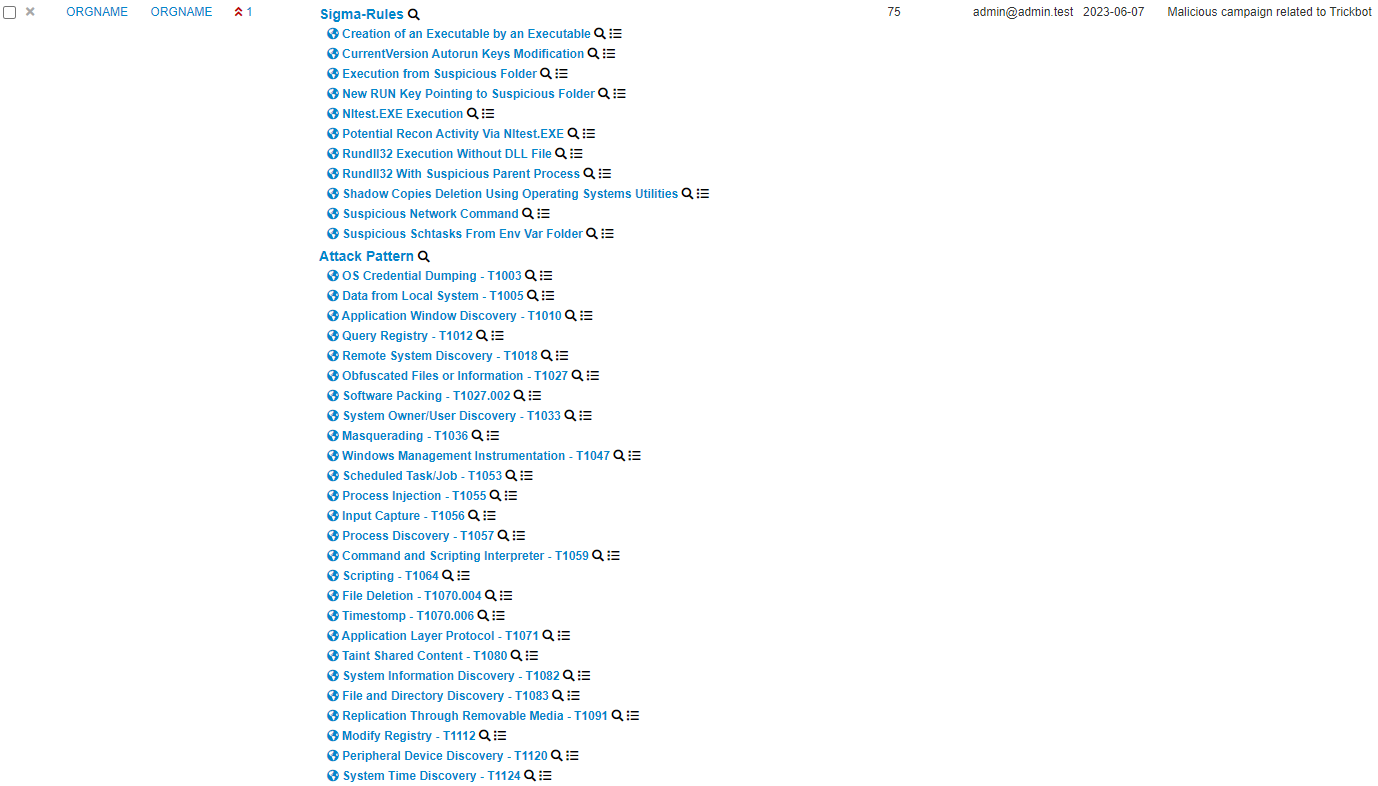 ORGNAME ORGNAME 1 Sigma-Rules 75 admin@admin.test 2023-06-07 Malicious campaign related to Trickbot
Creation of an Executable by an Executable
CurrentVersion Autorun Keys Modification
Execution from Suspicious Folder
New RUN Key Pointing to Suspicious Folder
Nltest.EXE Execution
Potential Recon Activity Via Nltest.EXE
Rundll32 Execution Without DLL File
Rundll32 With Suspicious Parent Process
Shadow Copies Deletion Using Operating Systems Utilities
Suspicious Network Command
Suspicious Schtasks From Env Var Folder
Attack Pattern
OS Credential Dumping - T1003
Data from Local System - T1005
Application Window Discovery - T1010
Query Registry - T1012
Remote System Discovery - T1018
Obfuscated Files or Information - T1027
Software Packing - T1027.002
System Owner/User Discovery - T1033
Masquerading - T1036
Windows Management Instrumentation - T1047
Scheduled Task/Job - T1053
Process Injection - T1055
Input Capture - T1056
Process Discovery - T1057
Command and Scripting Interpreter - T1059
Scripting - T1064
File Deletion - T1070.004
Timestomp - T1070.006
Application Layer Protocol - T1071
Taint Shared Content - T1080
System Information Discovery - T1082
File and Directory Discovery - T1083
Replication Through Removable Media - T1091
Modify Registry - T1112
Peripheral Device Discovery - T1120
System Time Discovery - T1124